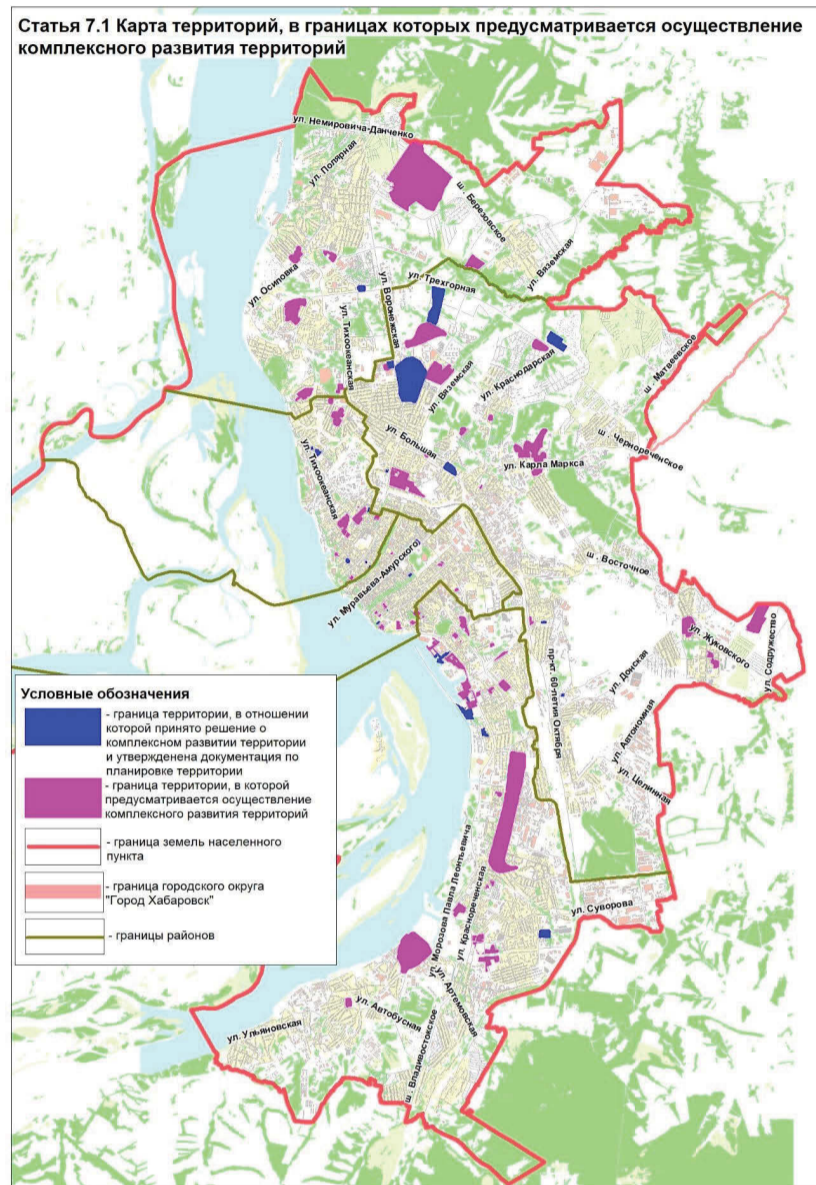 Статья 7.1 Карта территорий, в границах которых предусматривается осуществление
комплексного развития территорий
ул. Немировича-Данченко
ул. Полярная
ш. Березовское
ул. Вяземская
ул. Осиповка
ул. Трехгорная
ул. Воронежская
ул. Тихоокеанская
ш. Матвеевское
ул. Краснодарская
ул. Вяземская
ул. Большая
ш. Чернореченское
ул. Карла Маркса
ул. Тихоокеанская
ш. Восточное
ул. Муравьева-Амурского)
ул. Жуковского
ул. Содружество
ул. Донская
пр-кт. 60-летия Октября
ул. Автономная
ул. Целинная
Условные обозначения
- граница территории, в отношении
которой принято решение о
комплексном развитии территории
и утвержденена документация по
планировке территории
- граница территории, в которой
предусматривается осуществление
комплексного развития территорий
- граница земель населенного
пункта
- граница городского округа
"Город Хабаровск"
- границы районов
ул. Морозова Павла Леонтьевича
ул. Краснореченская
ул. Суворова
ул. Артемовская
ул. Автобусная
ул. Ульяновская
ш. Владивостокское